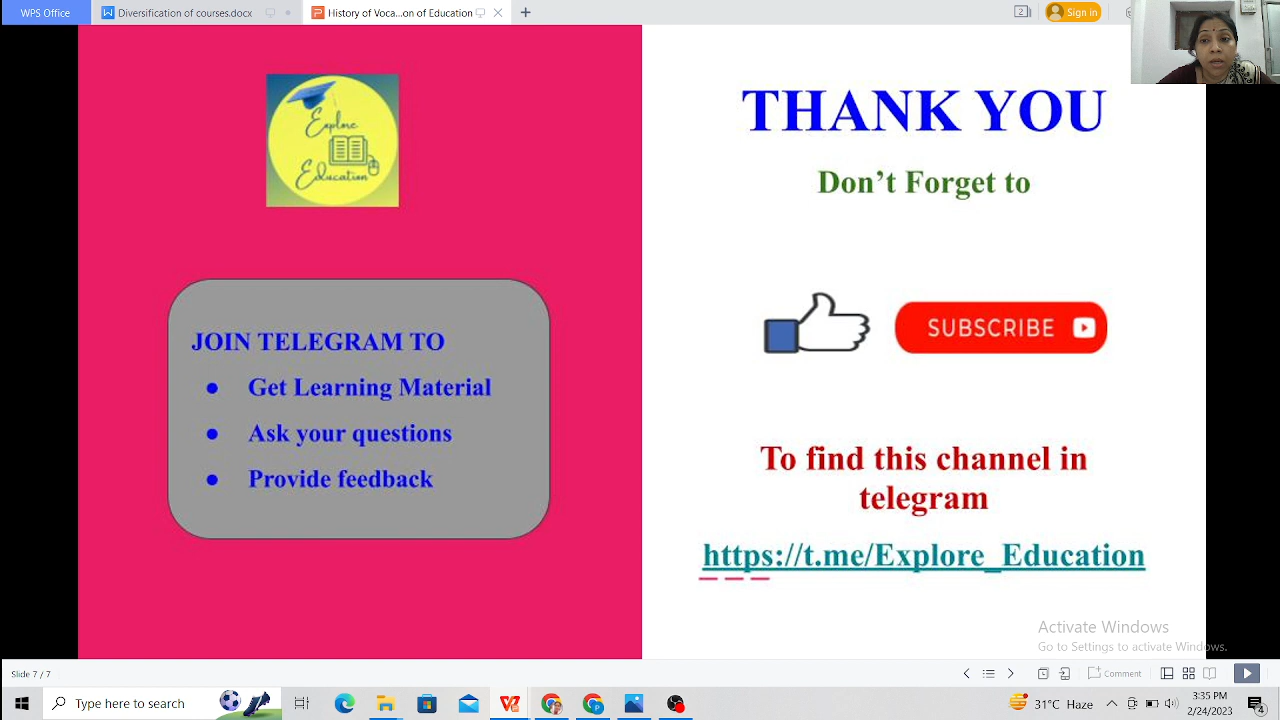 WPS Office
Diversification of courses.docx
History of Voca...on of Education
2
Sign in
Explore
Education
JOIN TELEGRAM TO
● Get Learning Material
● Ask your questions
● Provide feedback
THANK YOU
Don’t Forget to
SUBSCRIBE
To find this channel in
telegram
https://t.me/Explore_Education
Activate Windows
Go to Settings to activate Windows.
Slide 7 / 7
Comment
Type here to search
31°C Haze
3:35 PM
2/24/2023
4